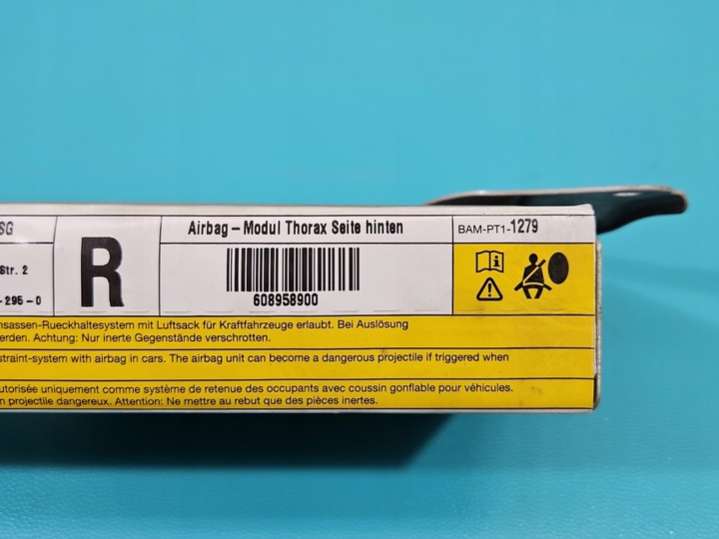 SG
Str. 2
-295-0
R
Airbag - Modul Thorax Seite hinten
608958900
BAM-PT1-1279
nsassen-Rueckhaltesystem mit Luftsack für Kraftfahrzeuge erlaubt. Bei Auslösung
erden. Achtung: Nur inerte Gegenstände verschrotten.
straint-system with airbag in cars. The airbag unit can become a dangerous projectile if triggered when
utorisée uniquement comme système de retenue des occupants avec coussin gonflable pour véhicules.
n projectile dangereux. Attention: Ne mettre au rebut que des pièces inertes.